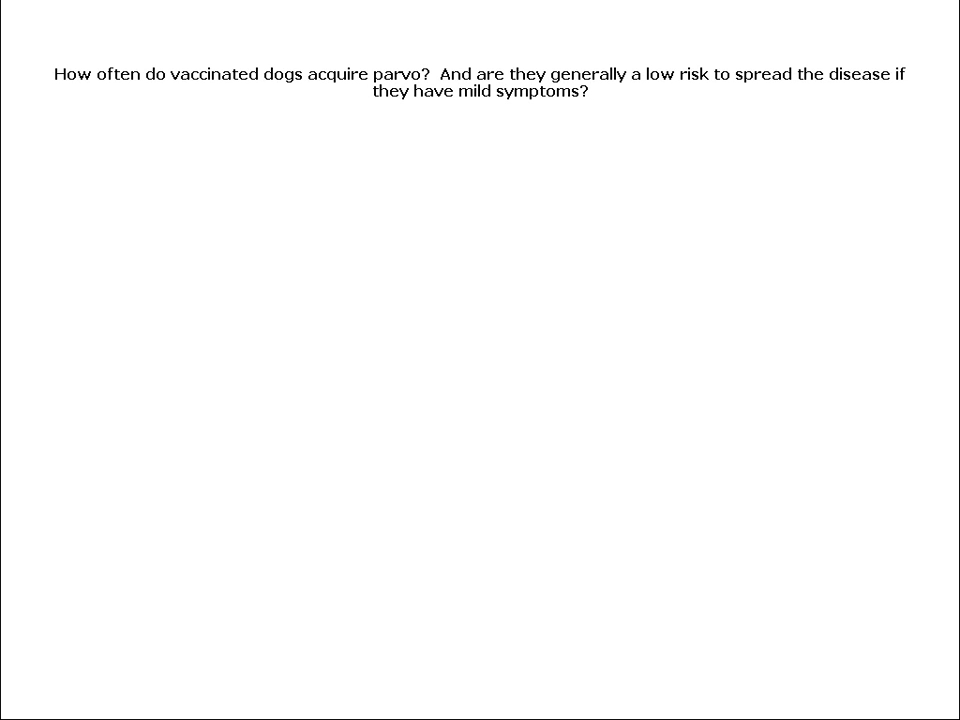 How often do vaccinated dogs acquire parvo?  And are they generally a low risk to spread the disease if
they have mild symptoms?